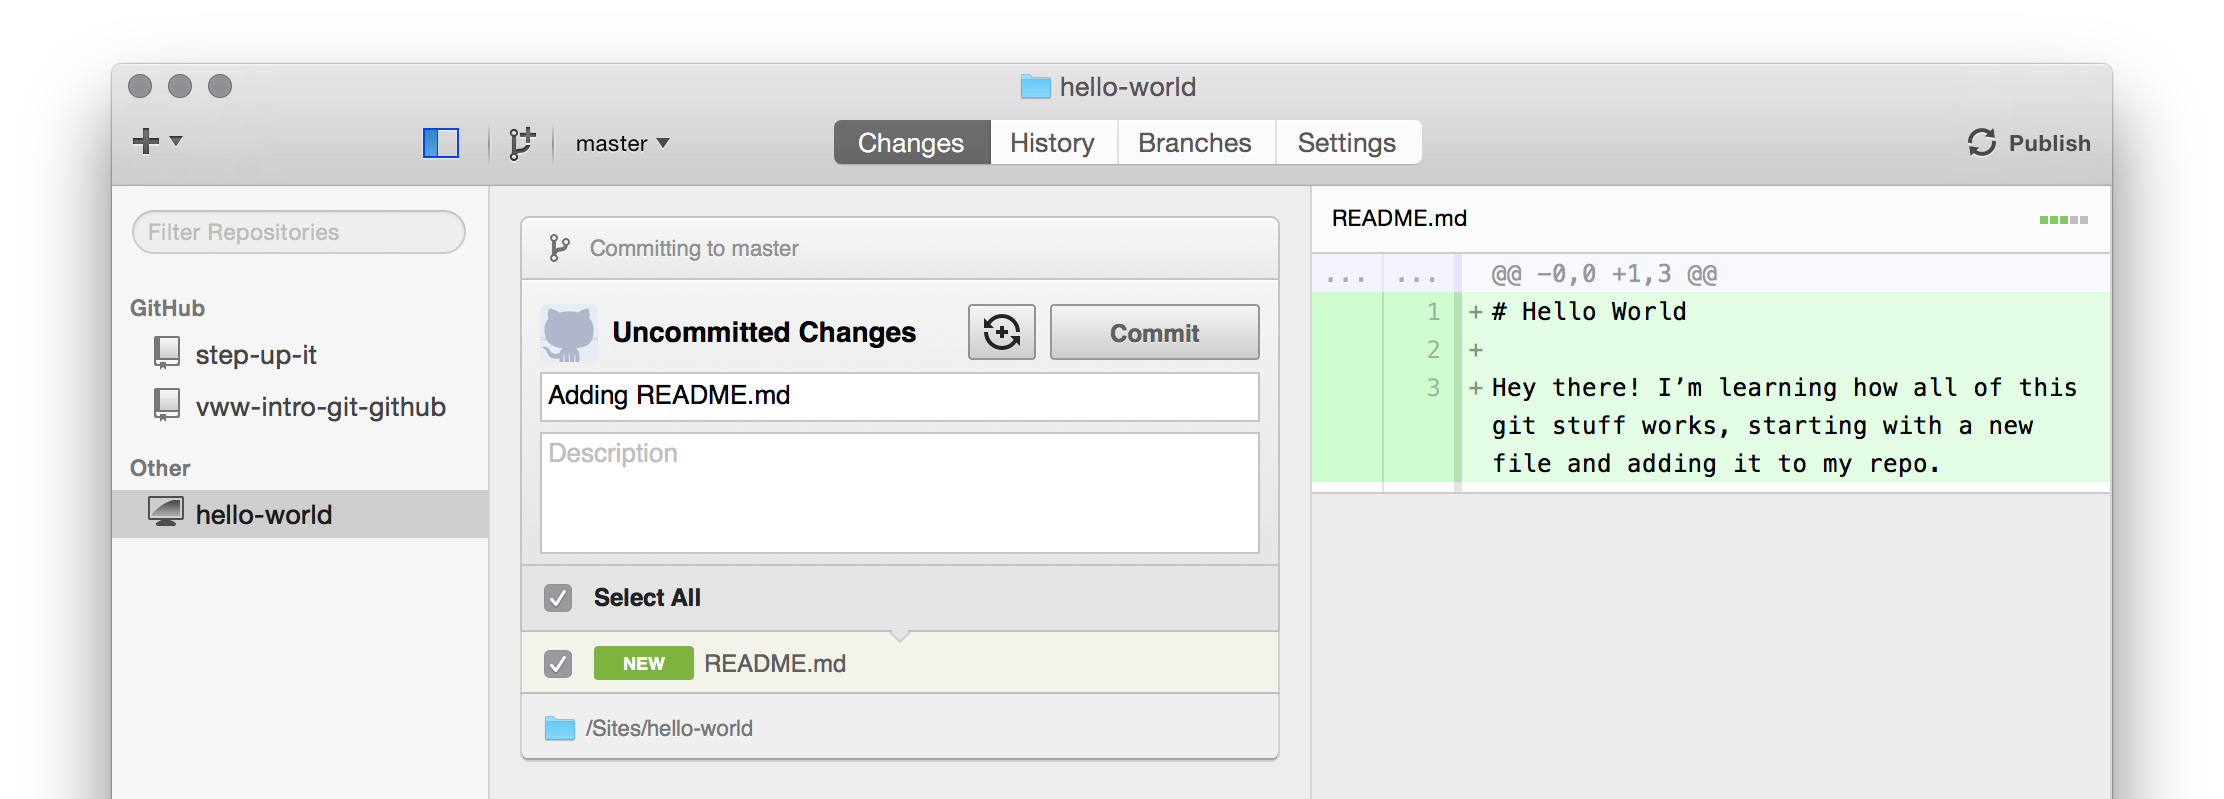 hello-world
master
Changes
History
Branches
Settings
Publish
Filter Repositories
GitHub
step-up-it
vww-intro-git-github
Other
hello-world
Committing to master
Uncommitted Changes
Commit
Adding README.md
Description
Select All
NEW README.md
/Sites/hello-world
README.md
... ... @@ -0,0 +1,3 @@
1 +# Hello World
2 +
3 +Hey there! I’m learning how all of this
git stuff works, starting with a new
file and adding it to my repo.